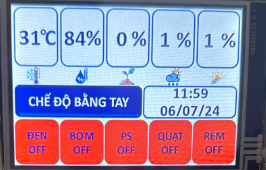 31℃ 84% 0% 1% 1%
CHẾ ĐỘ BẰNG TAY
11:59
06/07/24
ĐEN BƠM PS QUẠT RÈM
OFF OFF OFF OFF OFF